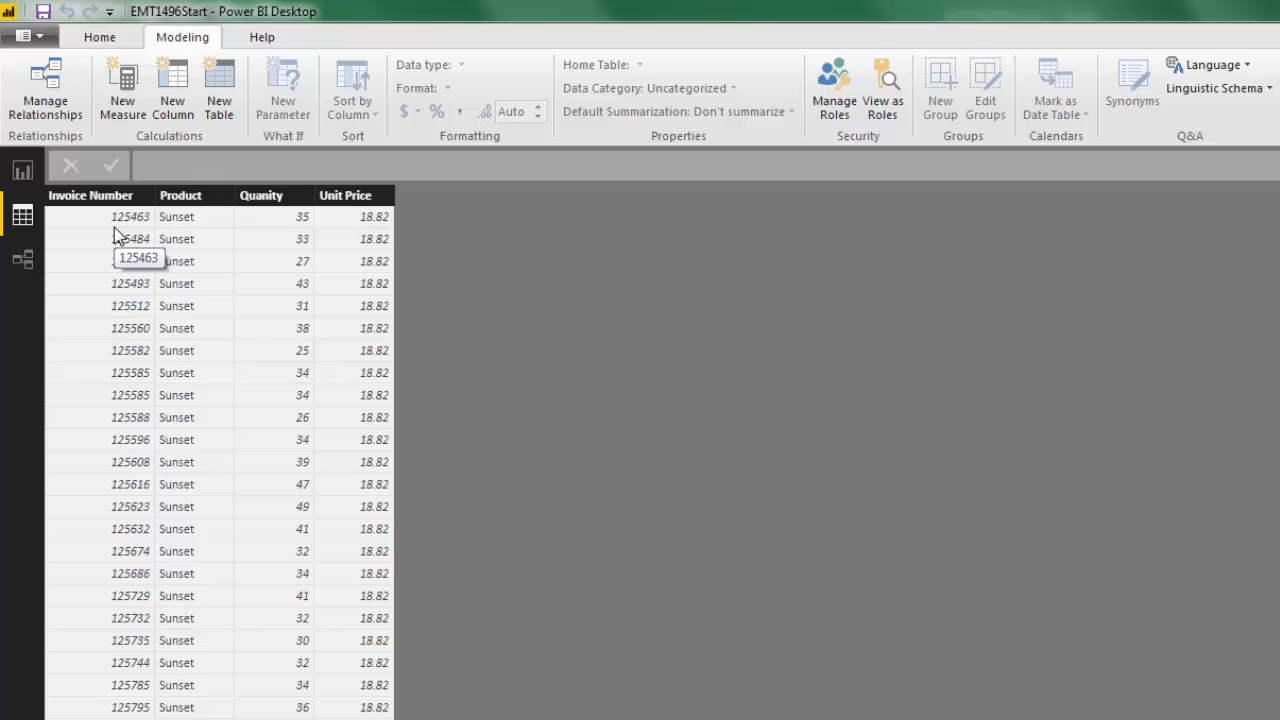 EMT1496Start - Power BI Desktop
Home Modeling Help
Manage Relationships
New Measure
New Column
New Table
New Parameter
Sort by Column
Data type:
Format:
$ % , .00 Auto
Home Table:
Data Category: Uncategorized
Default Summarization: Don't summarize
Manage Roles
View as Roles
New Group
Edit Groups
Mark as Date Table
Synonyms
Language
Linguistic Schema
Relationships Calculations What If Sort Formatting Properties Security Groups Calendars Q&A
Invoice Number Product Quanity Unit Price
125463 Sunset 35 18.82
5484 Sunset 33 18.82
125463 unset 27 18.82
125493 Sunset 43 18.82
125512 Sunset 31 18.82
125560 Sunset 38 18.82
125582 Sunset 25 18.82
125585 Sunset 34 18.82
125585 Sunset 34 18.82
125588 Sunset 26 18.82
125596 Sunset 34 18.82
125608 Sunset 39 18.82
125616 Sunset 47 18.82
125623 Sunset 49 18.82
125632 Sunset 41 18.82
125674 Sunset 32 18.82
125686 Sunset 34 18.82
125729 Sunset 41 18.82
125732 Sunset 32 18.82
125735 Sunset 30 18.82
125744 Sunset 32 18.82
125785 Sunset 34 18.82
125795 Sunset 36 18.82